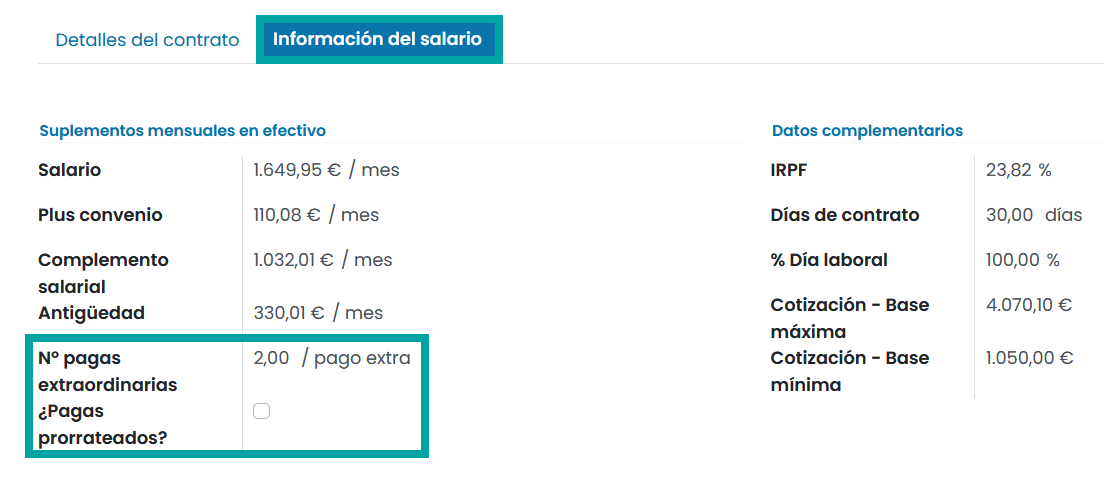 Detalles del contrato
Información del salario
Suplementos mensuales en efectivo
Salario 1.649,95 € / mes
Plus convenio 110,08 € / mes
Complemento salarial 1.032,01 € / mes
Antigüedad 330,01 € / mes
Nº pagas extraordinarias 2,00 / pago extra
¿Pagas prorrateados?
Datos complementarios
IRPF 23,82 %
Días de contrato 30,00 días
% Día laboral 100,00 %
Cotización - Base máxima 4.070,10 €
Cotización - Base mínima 1.050,00 €